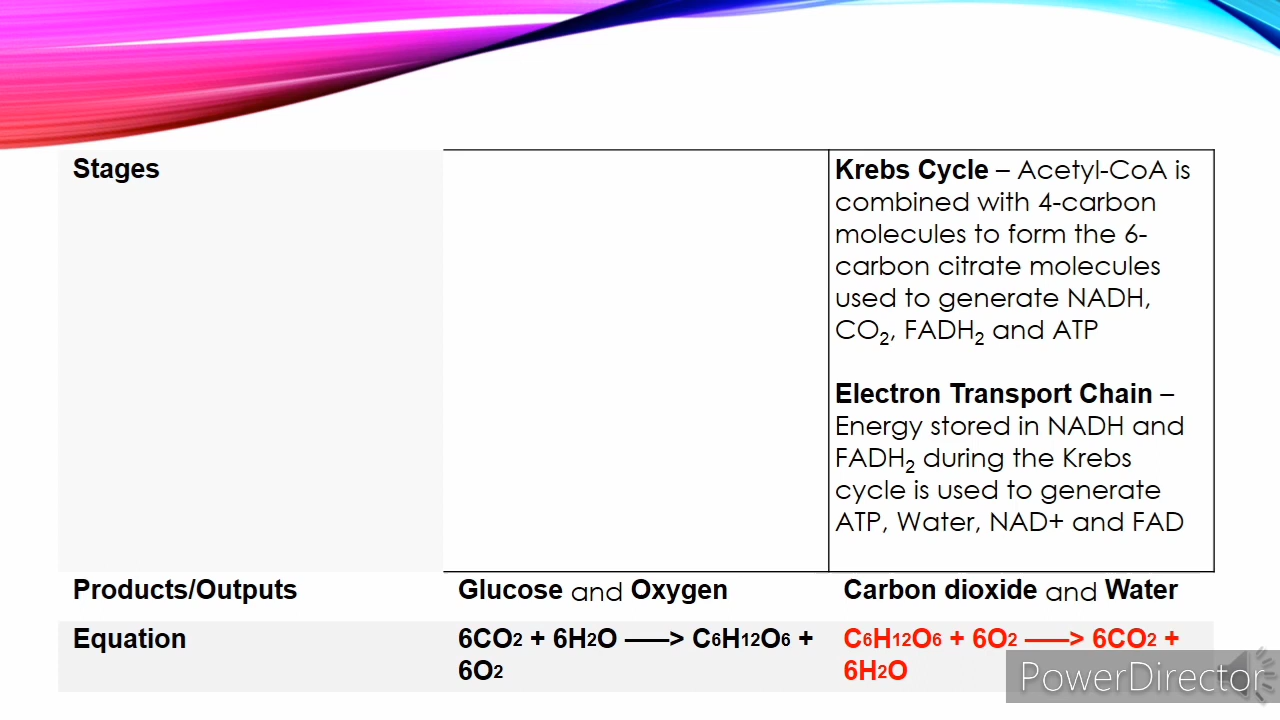 Stages
Krebs Cycle – Acetyl-CoA is
combined with 4-carbon
molecules to form the 6-
carbon citrate molecules
used to generate NADH,
CO₂, FADH₂ and ATP
Electron Transport Chain –
Energy stored in NADH and
FADH₂ during the Krebs
cycle is used to generate
ATP, Water, NAD+ and FAD
Products/Outputs
Glucose and Oxygen
Carbon dioxide and Water
Equation
6CO₂ + 6H₂O ——> C₆H₁₂O₆ +
6O₂
C₆H₁₂O₆ + 6O₂ ——> 6CO₂ +
6H₂O
PowerDirector